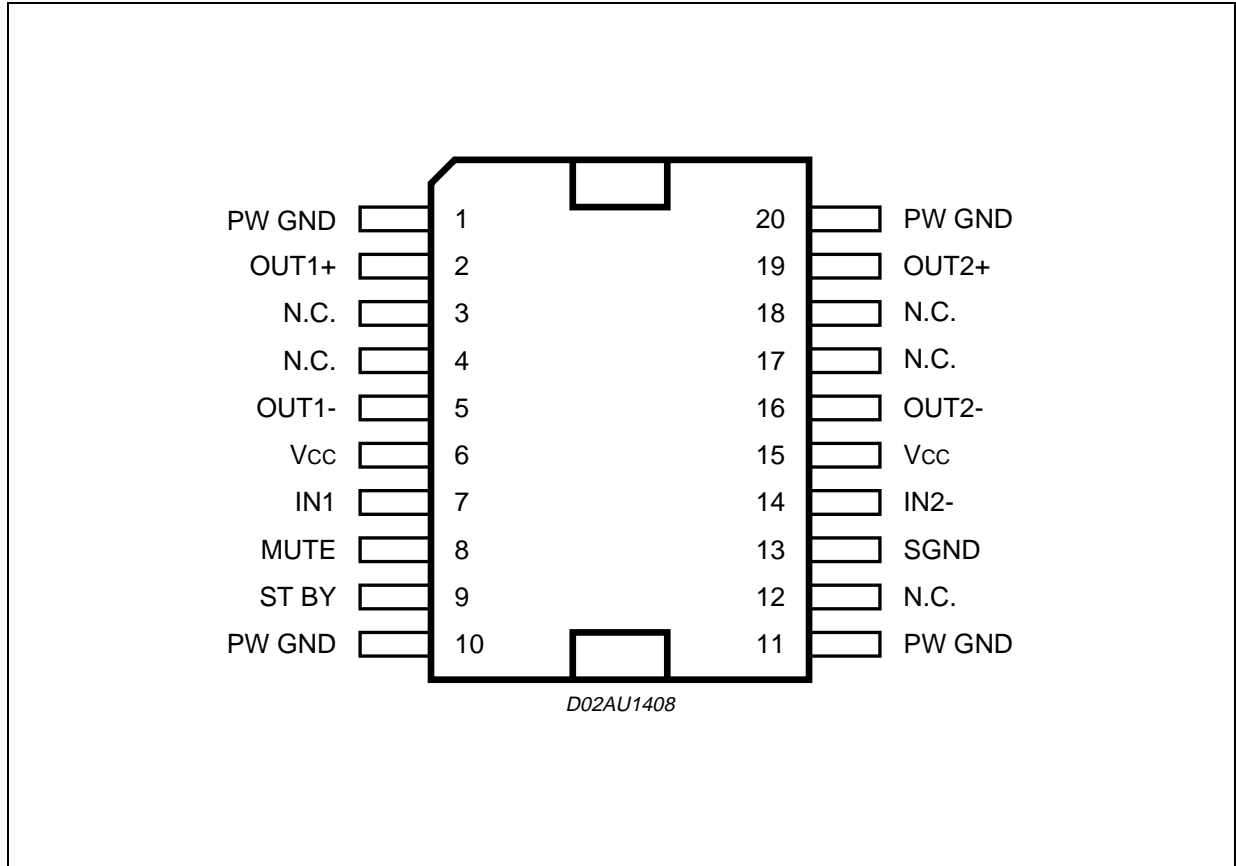 PW GND 1 20 PW GND
OUT1+ 2 19 OUT2+
N.C. 3 18 N.C.
N.C. 4 17 N.C.
OUT1- 5 16 OUT2-
Vcc 6 15 Vcc
IN1 7 14 IN2-
MUTE 8 13 SGND
ST BY 9 12 N.C.
PW GND 10 11 PW GND
D02AU1408